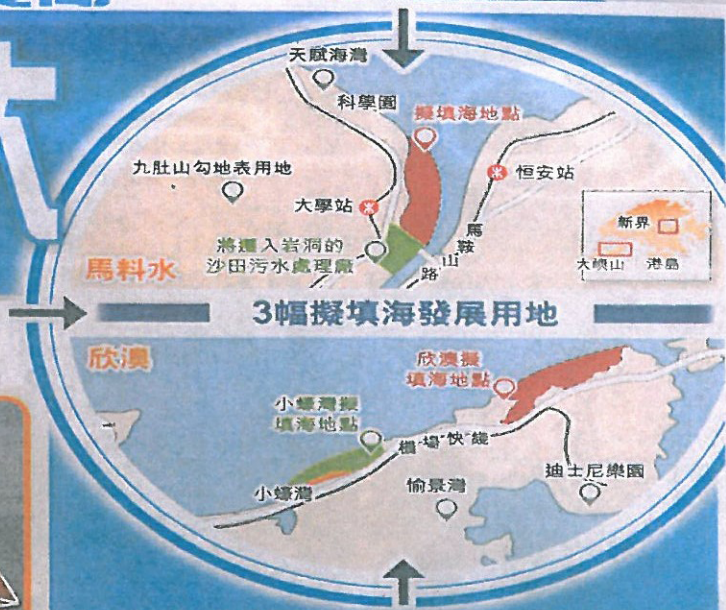 天賦海灣
科學園
擬填海地點
九肚山勾地表用地
恒安站
大學站
新界
將遷入岩洞的
沙田污水處理廠
馬鞍山路
大嶼山
港島
馬料水
3幅擬填海發展用地
欣澳
欣澳擬
填海地點
小蠔灣擬
填海地點
機場快綫
迪士尼樂園
小蠔灣
愉景灣